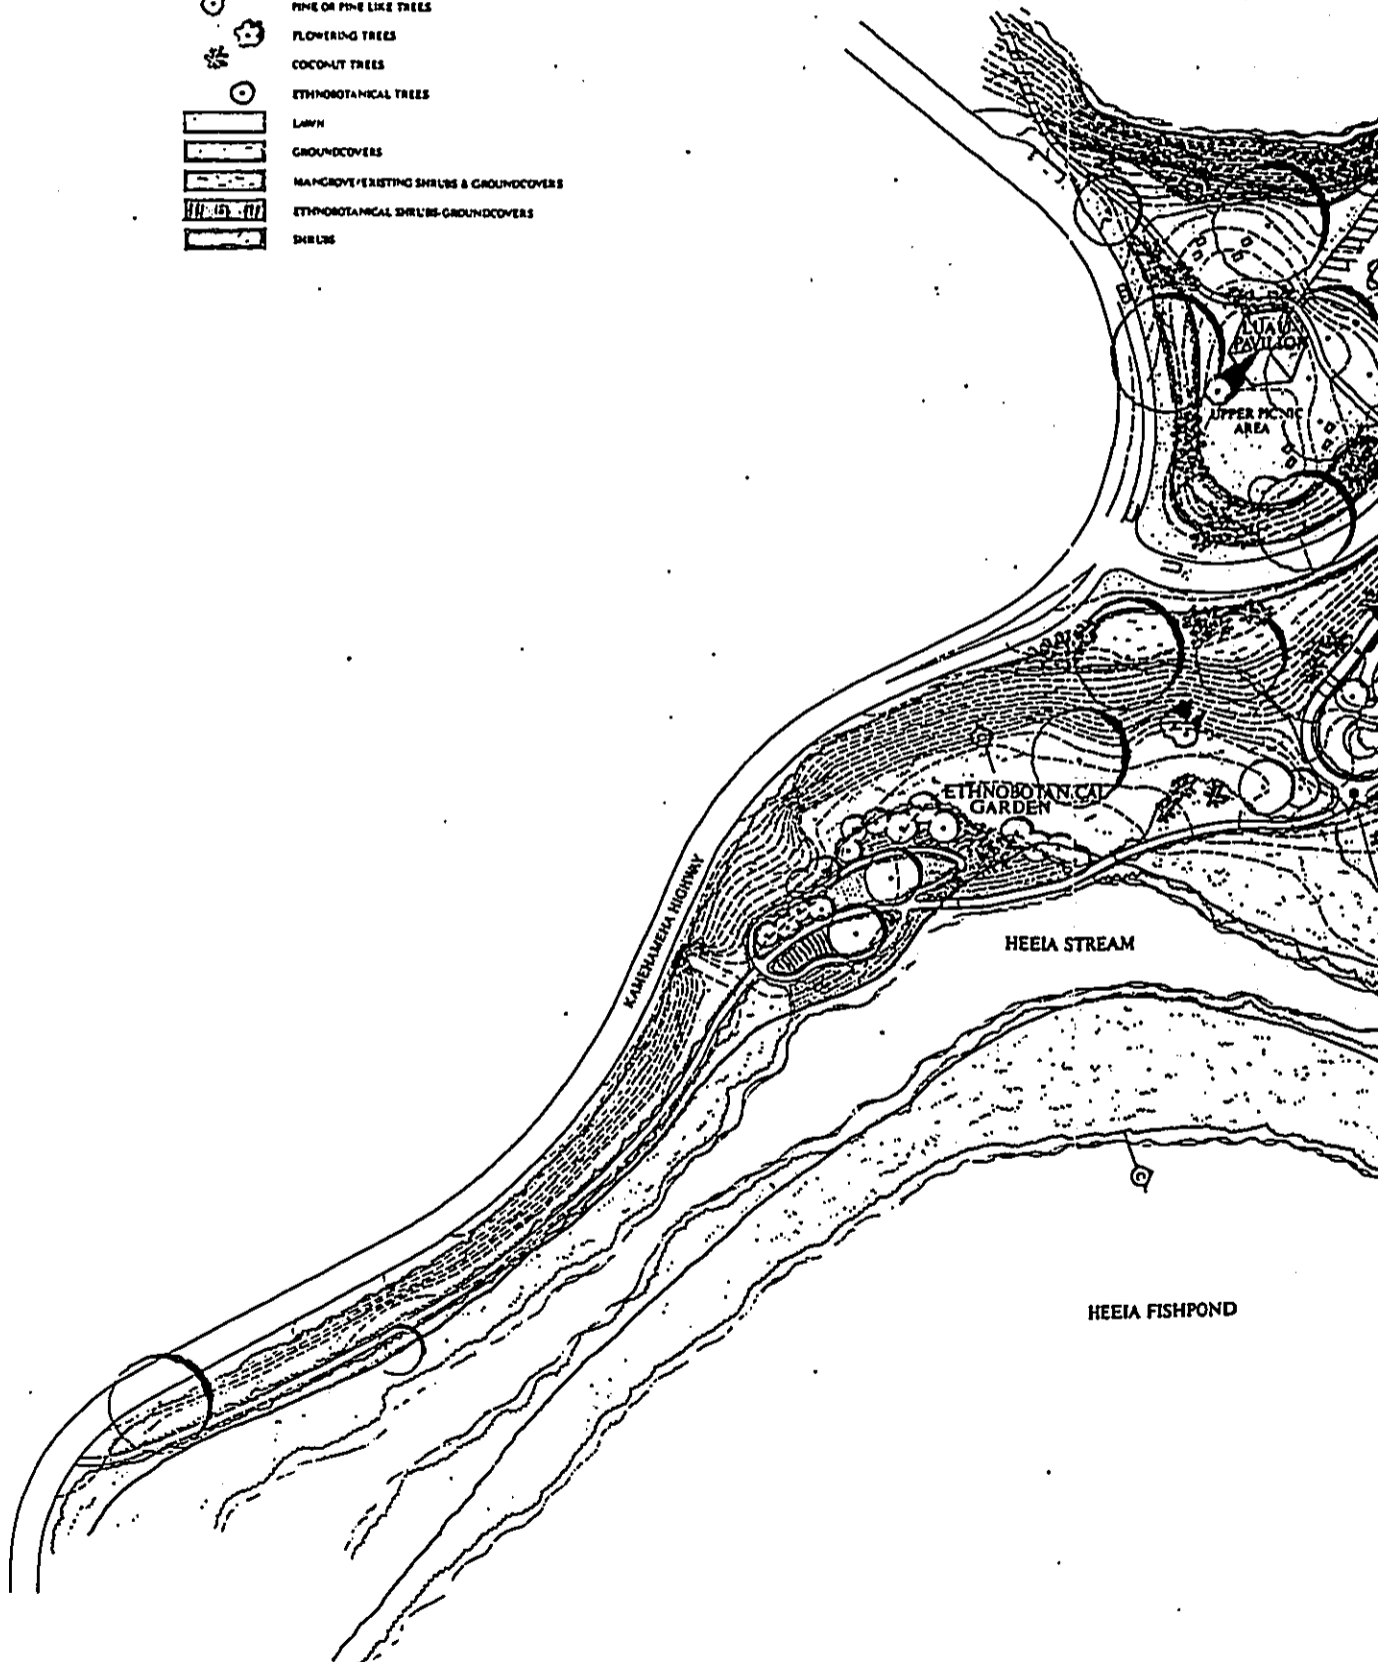 PINE OR PINE LIKE TREES
FLOWERING TREES
COCONUT TREES
ETHNOBOTANICAL TREES
LAWN
GROUNDCOVERS
MANGROVE/EXISTING SHRUBS & GROUNDCOVERS
ETHNOBOTANICAL SHRUBS-GROUNDCOVERS
SHRUBS
LUAU
PAVILION
UPPER PICNIC
AREA
ETHNOBOTANICAL
GARDEN
KAMEHAMEHA HIGHWAY
HEEIA STREAM
HEEIA FISHPOND